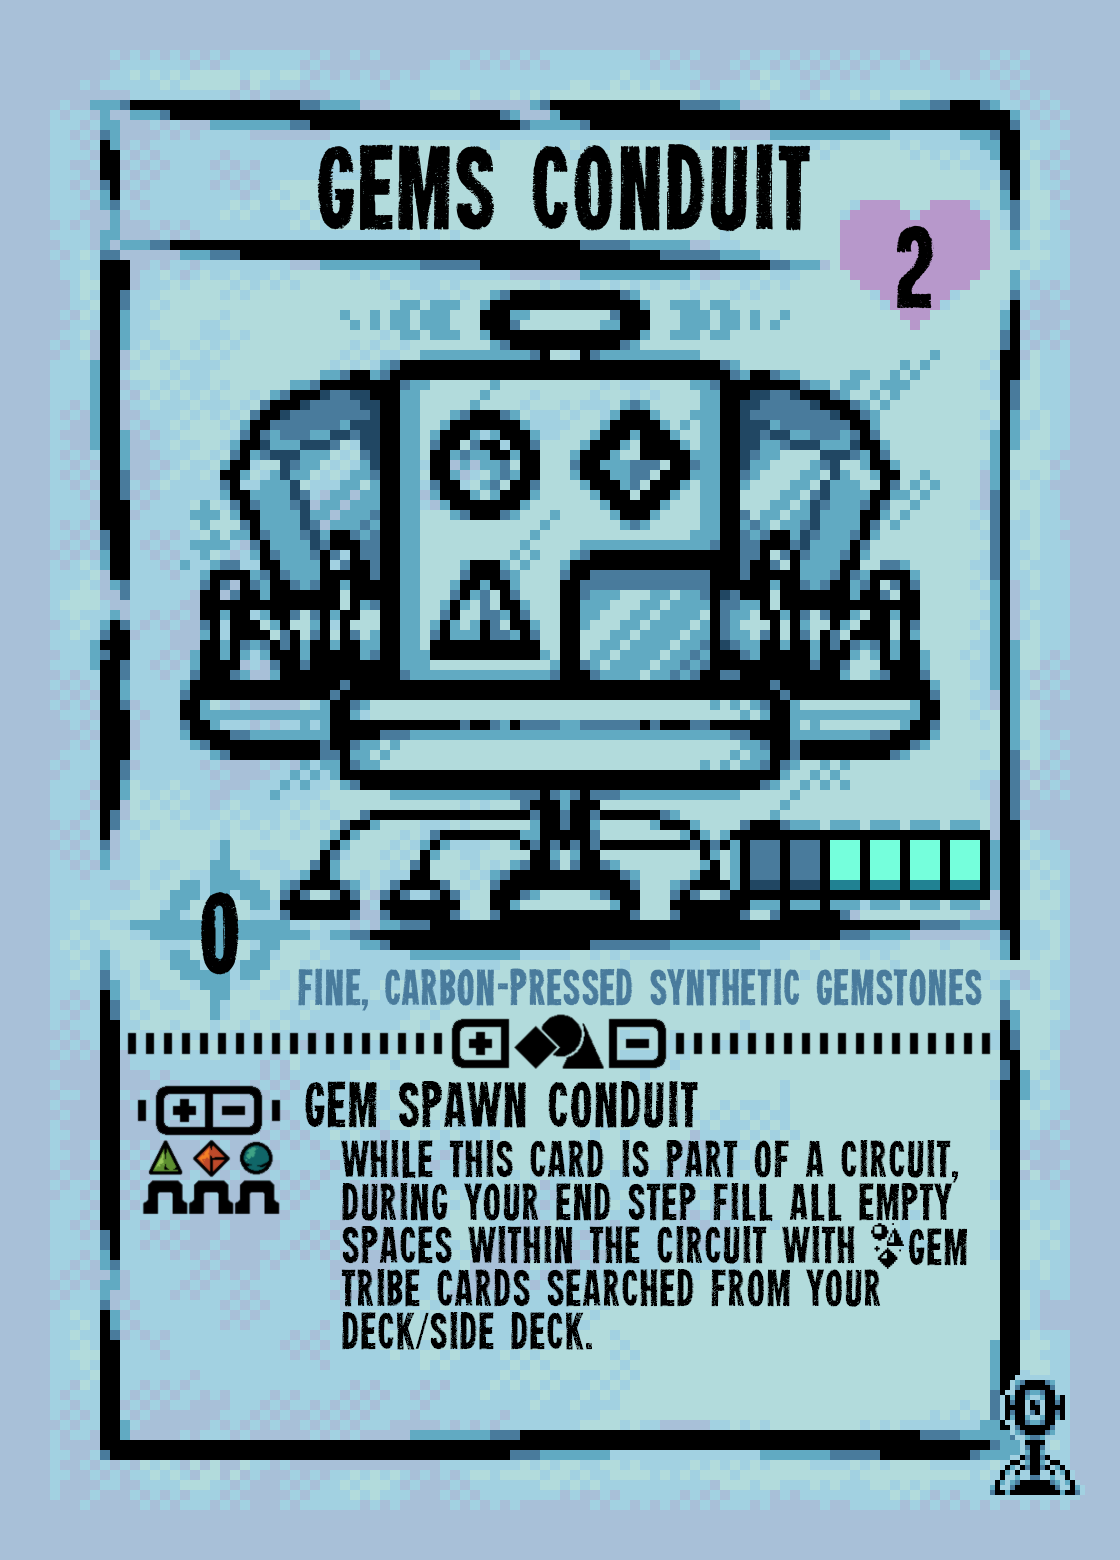 GEMS CONDUIT
2
0
FINE, CARBON-PRESSED SYNTHETIC GEMSTONES
GEM SPAWN CONDUIT
WHILE THIS CARD IS PART OF A CIRCUIT,
DURING YOUR END STEP FILL ALL EMPTY
SPACES WITHIN THE CIRCUIT WITH GEM
TRIBE CARDS SEARCHED FROM YOUR
DECK/SIDE DECK.